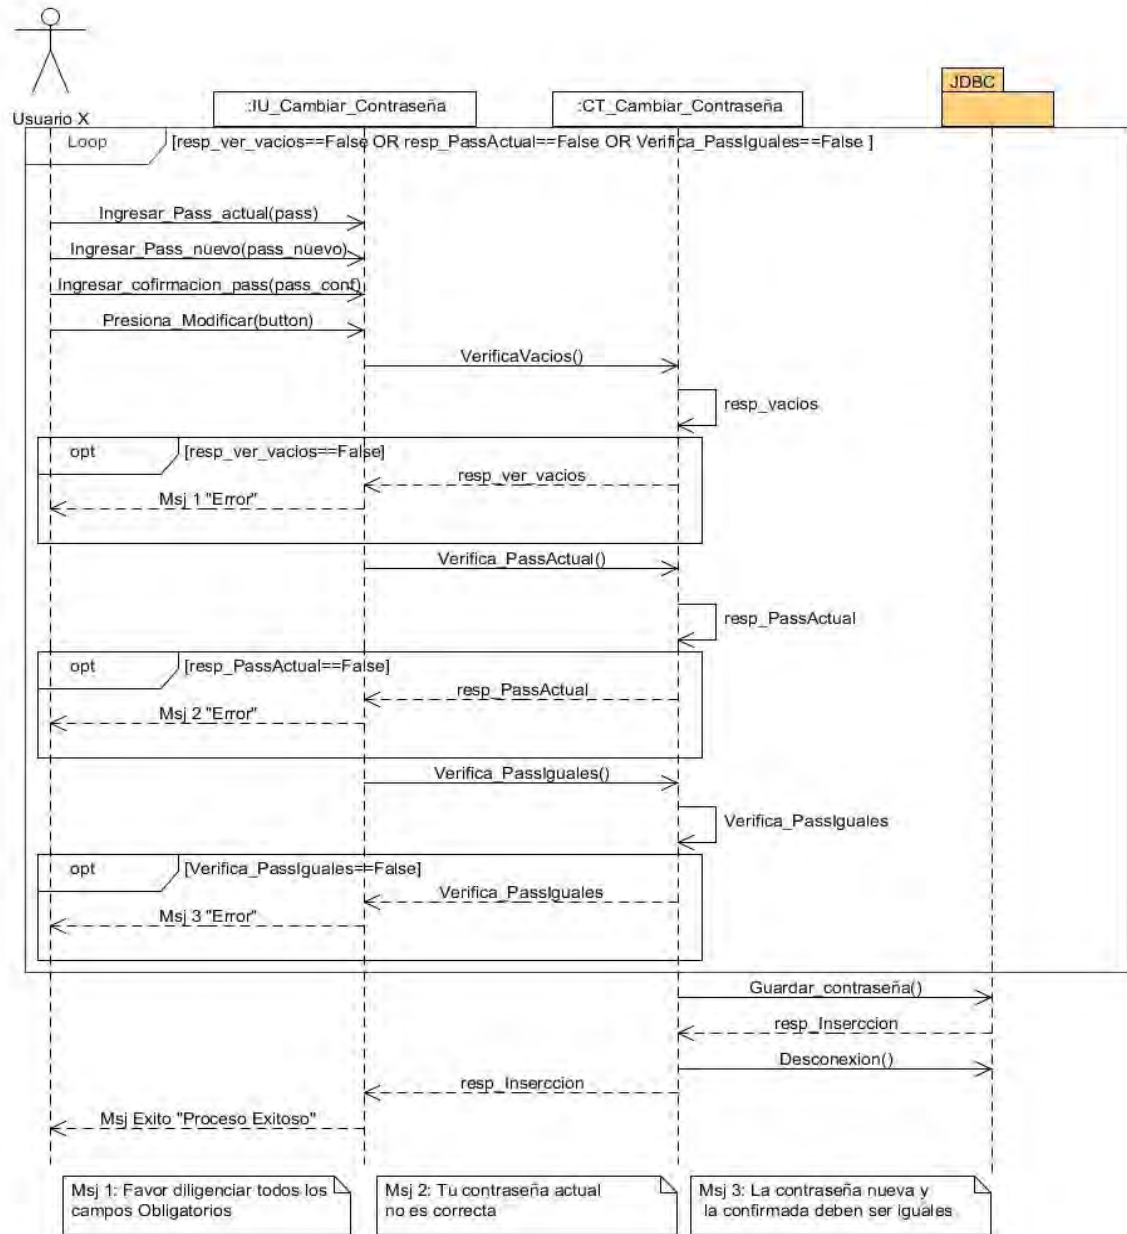 JDBC
:IU_Cambiar_Contraseña
:CT_Cambiar_Contraseña
Usuario X
Loop
[resp_ver_vacios==False OR resp_PassActual==False OR Verifica_PassIguales==False ]
Ingresar_Pass_actual(pass)
Ingresar_Pass_nuevo(pass_nuevo)
Ingresar_cofirmacion_pass(pass_conf)
Presiona_Modificar(button)
VerificaVacios()
resp_vacios
opt
[resp_ver_vacios==False]
resp_ver_vacios
Msj 1 "Error"
Verifica_PassActual()
resp_PassActual
opt
[resp_PassActual==False]
resp_PassActual
Msj 2 "Error"
Verifica_PassIguales()
Verifica_PassIguales
opt
[Verifica_PassIguales==False]
Verifica_PassIguales
Msj 3 "Error"
Guardar_contraseña()
resp_Inserccion
Desconexion()
resp_Inserccion
Msj Exito "Proceso Exitoso"
Msj 1: Favor diligenciar todos los
campos Obligatorios
Msj 2: Tu contraseña actual
no es correcta
Msj 3: La contraseña nueva y
la confirmada deben ser iguales